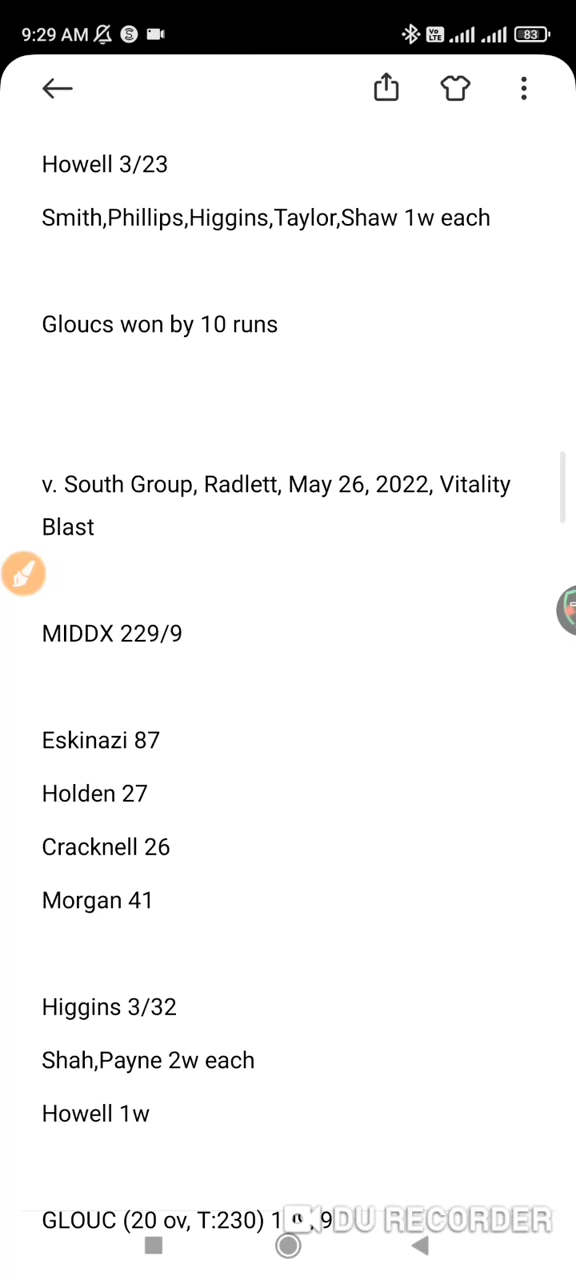 9:29 AM
Vo LTE
83
Howell 3/23
Smith,Phillips,Higgins,Taylor,Shaw 1w each
Gloucs won by 10 runs
v. South Group, Radlett, May 26, 2022, Vitality
Blast
MIDDX 229/9
Eskinazi 87
Holden 27
Cracknell 26
Morgan 41
Higgins 3/32
Shah,Payne 2w each
Howell 1w
GLOUC (20 ov, T:230)
DU RECORDER